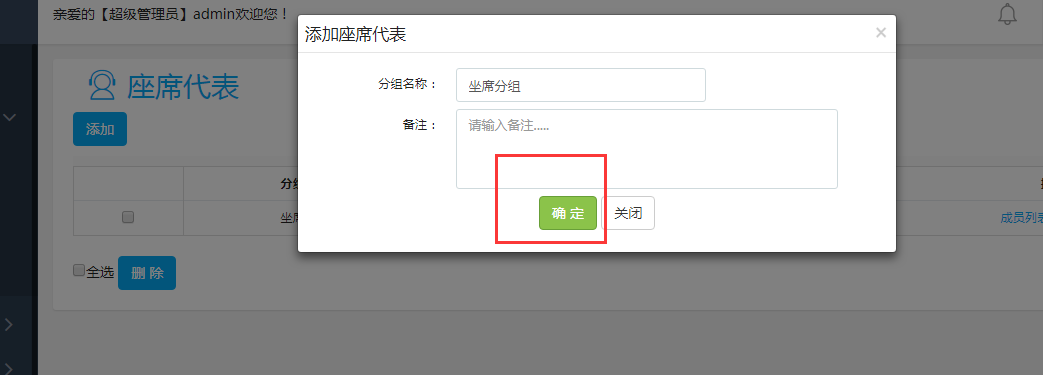 亲爱的【超级管理员】admin欢迎您！
添加座席代表
×
分组名称：
坐席分组
备注：
请输入备注.....
确 定
关闭
座席代表
添加
分组
坐席
成员列表
全选
删 除